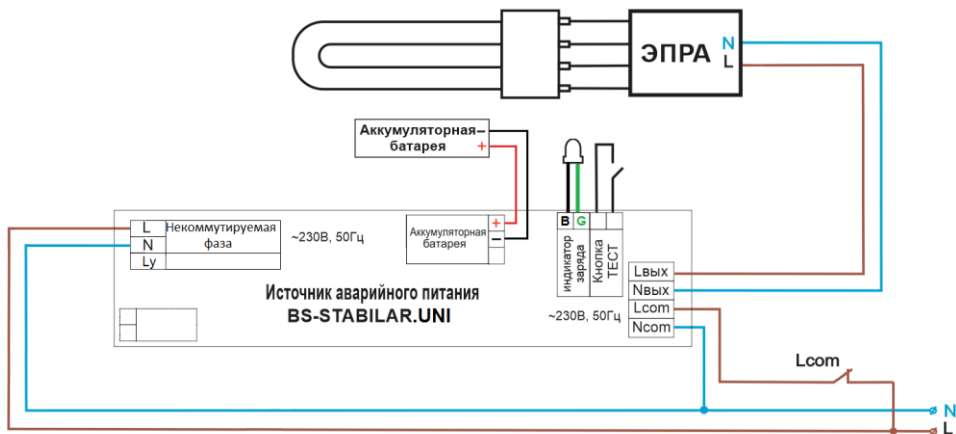 ЭПРА
N
L
Аккумуляторная
батарея
−
+
L
N
Ly
Некоммутируемая
фаза
~230В, 50Гц
Аккумуляторная
батарея
+
−
B
G
индикатор
заряда
Кнопка
ТЕСТ
Источник аварийного питания
BS-STABILAR.UNI
~230В, 50Гц
Lвых
Nвых
Lcom
Ncom
Lcom
N
L